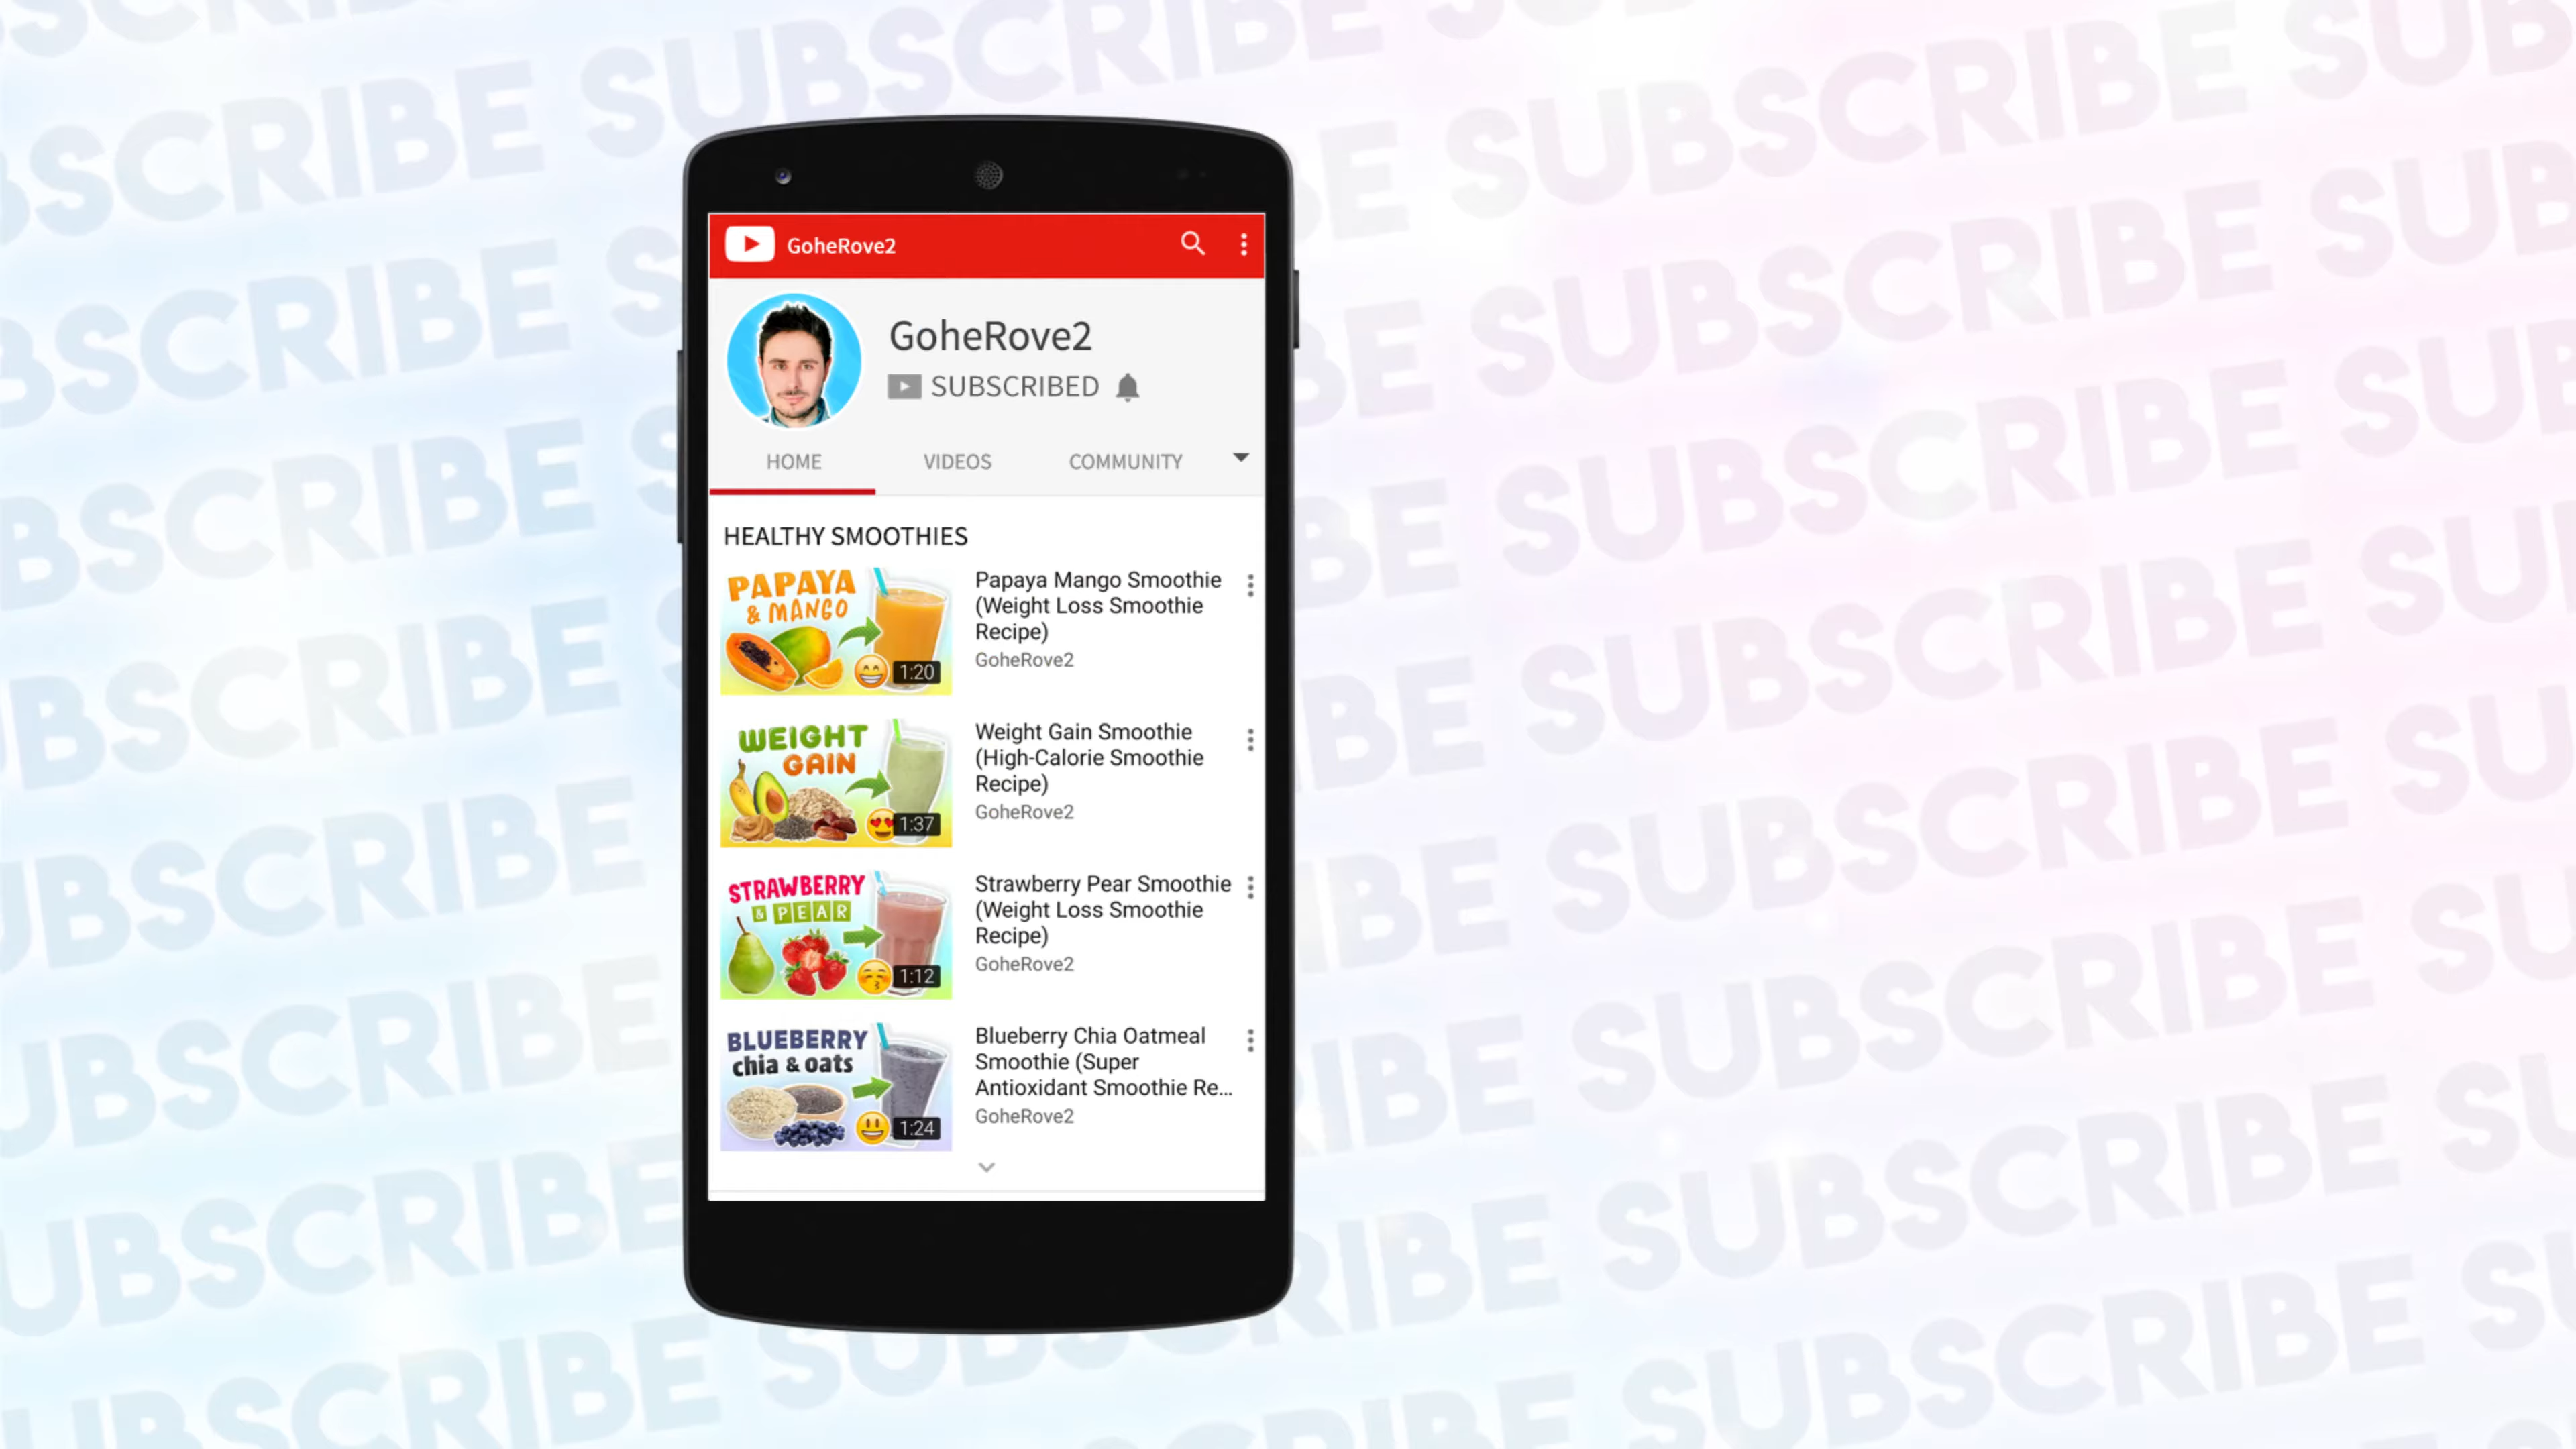 SUBSCRIBE SUBSCRIBE SUBSCRIBE
GoheRove2
GoheRove2
SUBSCRIBED
HOME VIDEOS COMMUNITY
HEALTHY SMOOTHIES
PAPAYA
& MANGO
1:20
Papaya Mango Smoothie
(Weight Loss Smoothie
Recipe)
GoheRove2
WEIGHT
GAIN
1:37
Weight Gain Smoothie
(High-Calorie Smoothie
Recipe)
GoheRove2
STRAWBERRY
& PEAR
1:12
Strawberry Pear Smoothie
(Weight Loss Smoothie
Recipe)
GoheRove2
BLUEBERRY
chia & oats
1:24
Blueberry Chia Oatmeal
Smoothie (Super
Antioxidant Smoothie Re...
GoheRove2